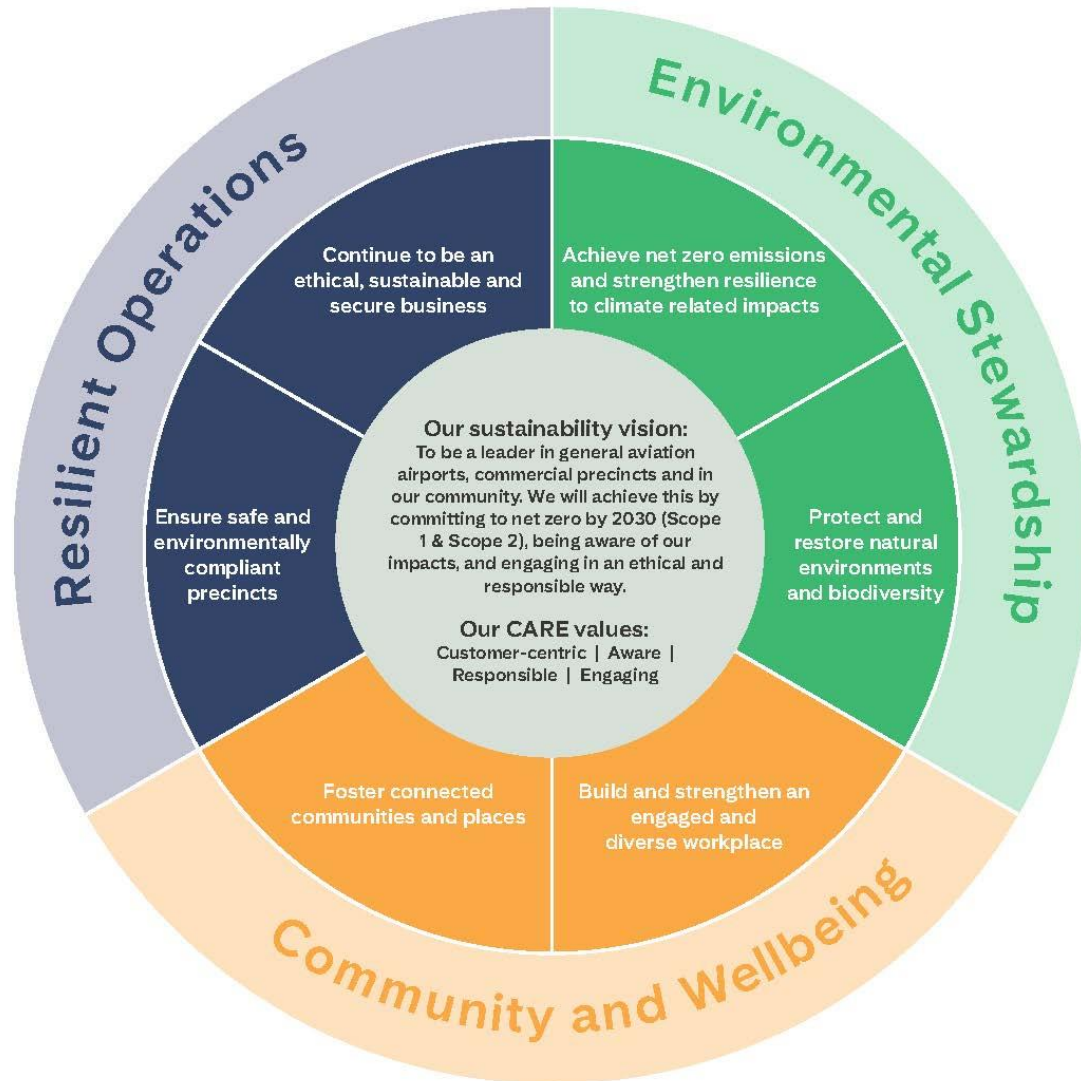 Resilient Operations
Environmental Stewardship
Community and Wellbeing
Continue to be an
ethical, sustainable and
secure business
Achieve net zero emissions
and strengthen resilience
to climate related impacts
Ensure safe and
environmentally
compliant
precincts
Our sustainability vision:
To be a leader in general aviation
airports, commercial precincts and in
our community. We will achieve this by
committing to net zero by 2030 (Scope
1 & Scope 2), being aware of our
impacts, and engaging in an ethical and
responsible way.
Our CARE values:
Customer-centric | Aware |
Responsible | Engaging
Protect and
restore natural
environments
and biodiversity
Foster connected
communities and places
Build and strengthen an
engaged and
diverse workplace